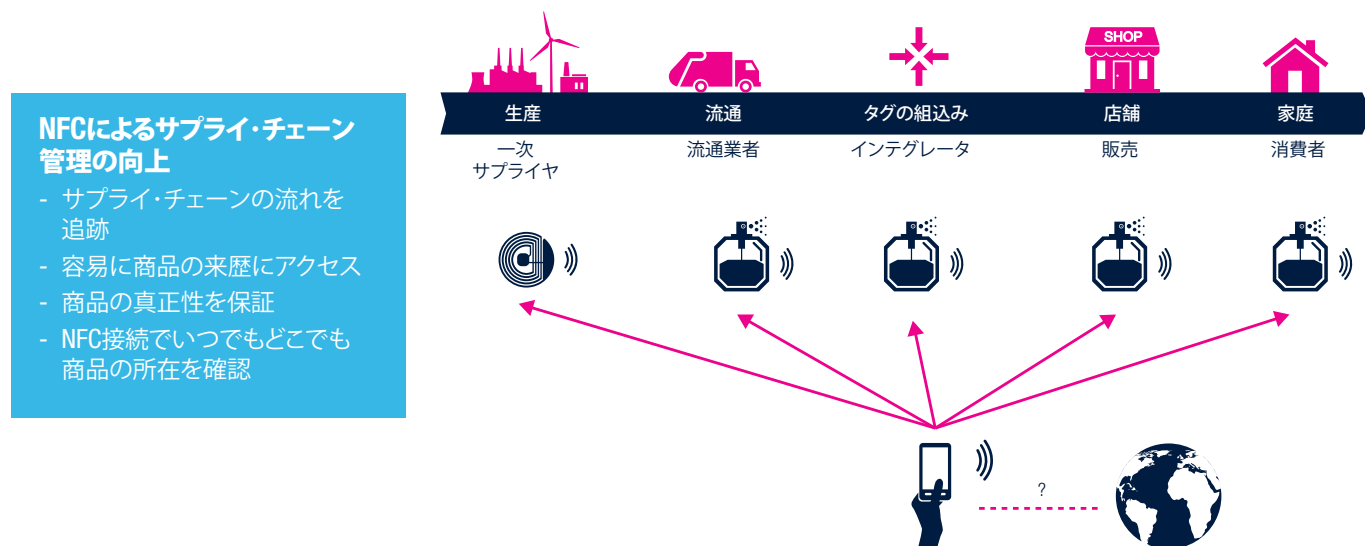 NFCによるサプライ・チェーン
管理の向上
- サプライ・チェーンの流れを
追跡
- 容易に商品の来歴にアクセス
- 商品の真正性を保証
- NFC接続でいつでもどこでも
商品の所在を確認
SHOP
生産 流通 タグの組込み 店舗 家庭
一次 流通業者 インテグレータ 販売 消費者
サプライヤ
?